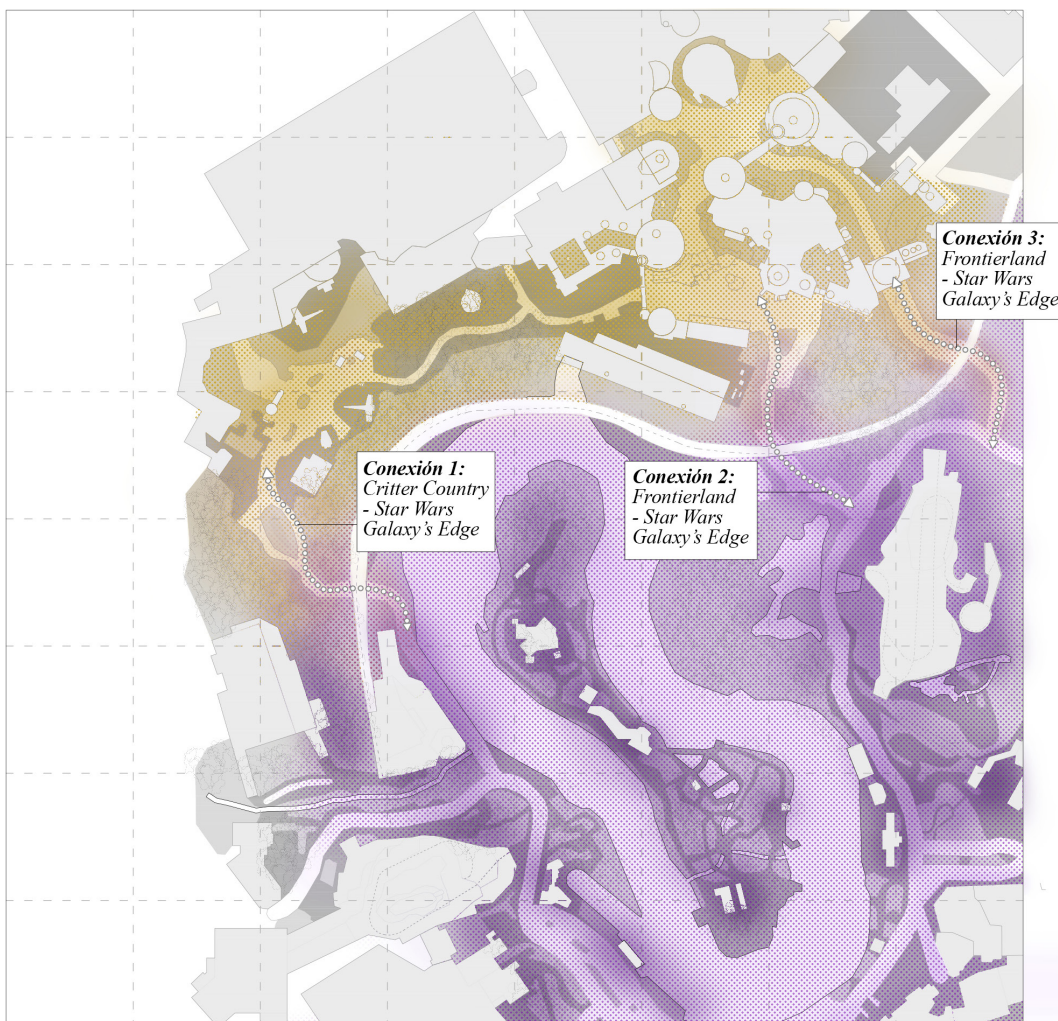 Conexión 3:
Frontierland
- Star Wars
Galaxy's Edge
Conexión 1:
Critter Country
- Star Wars
Galaxy's Edge
Conexión 2:
Frontierland
- Star Wars
Galaxy's Edge